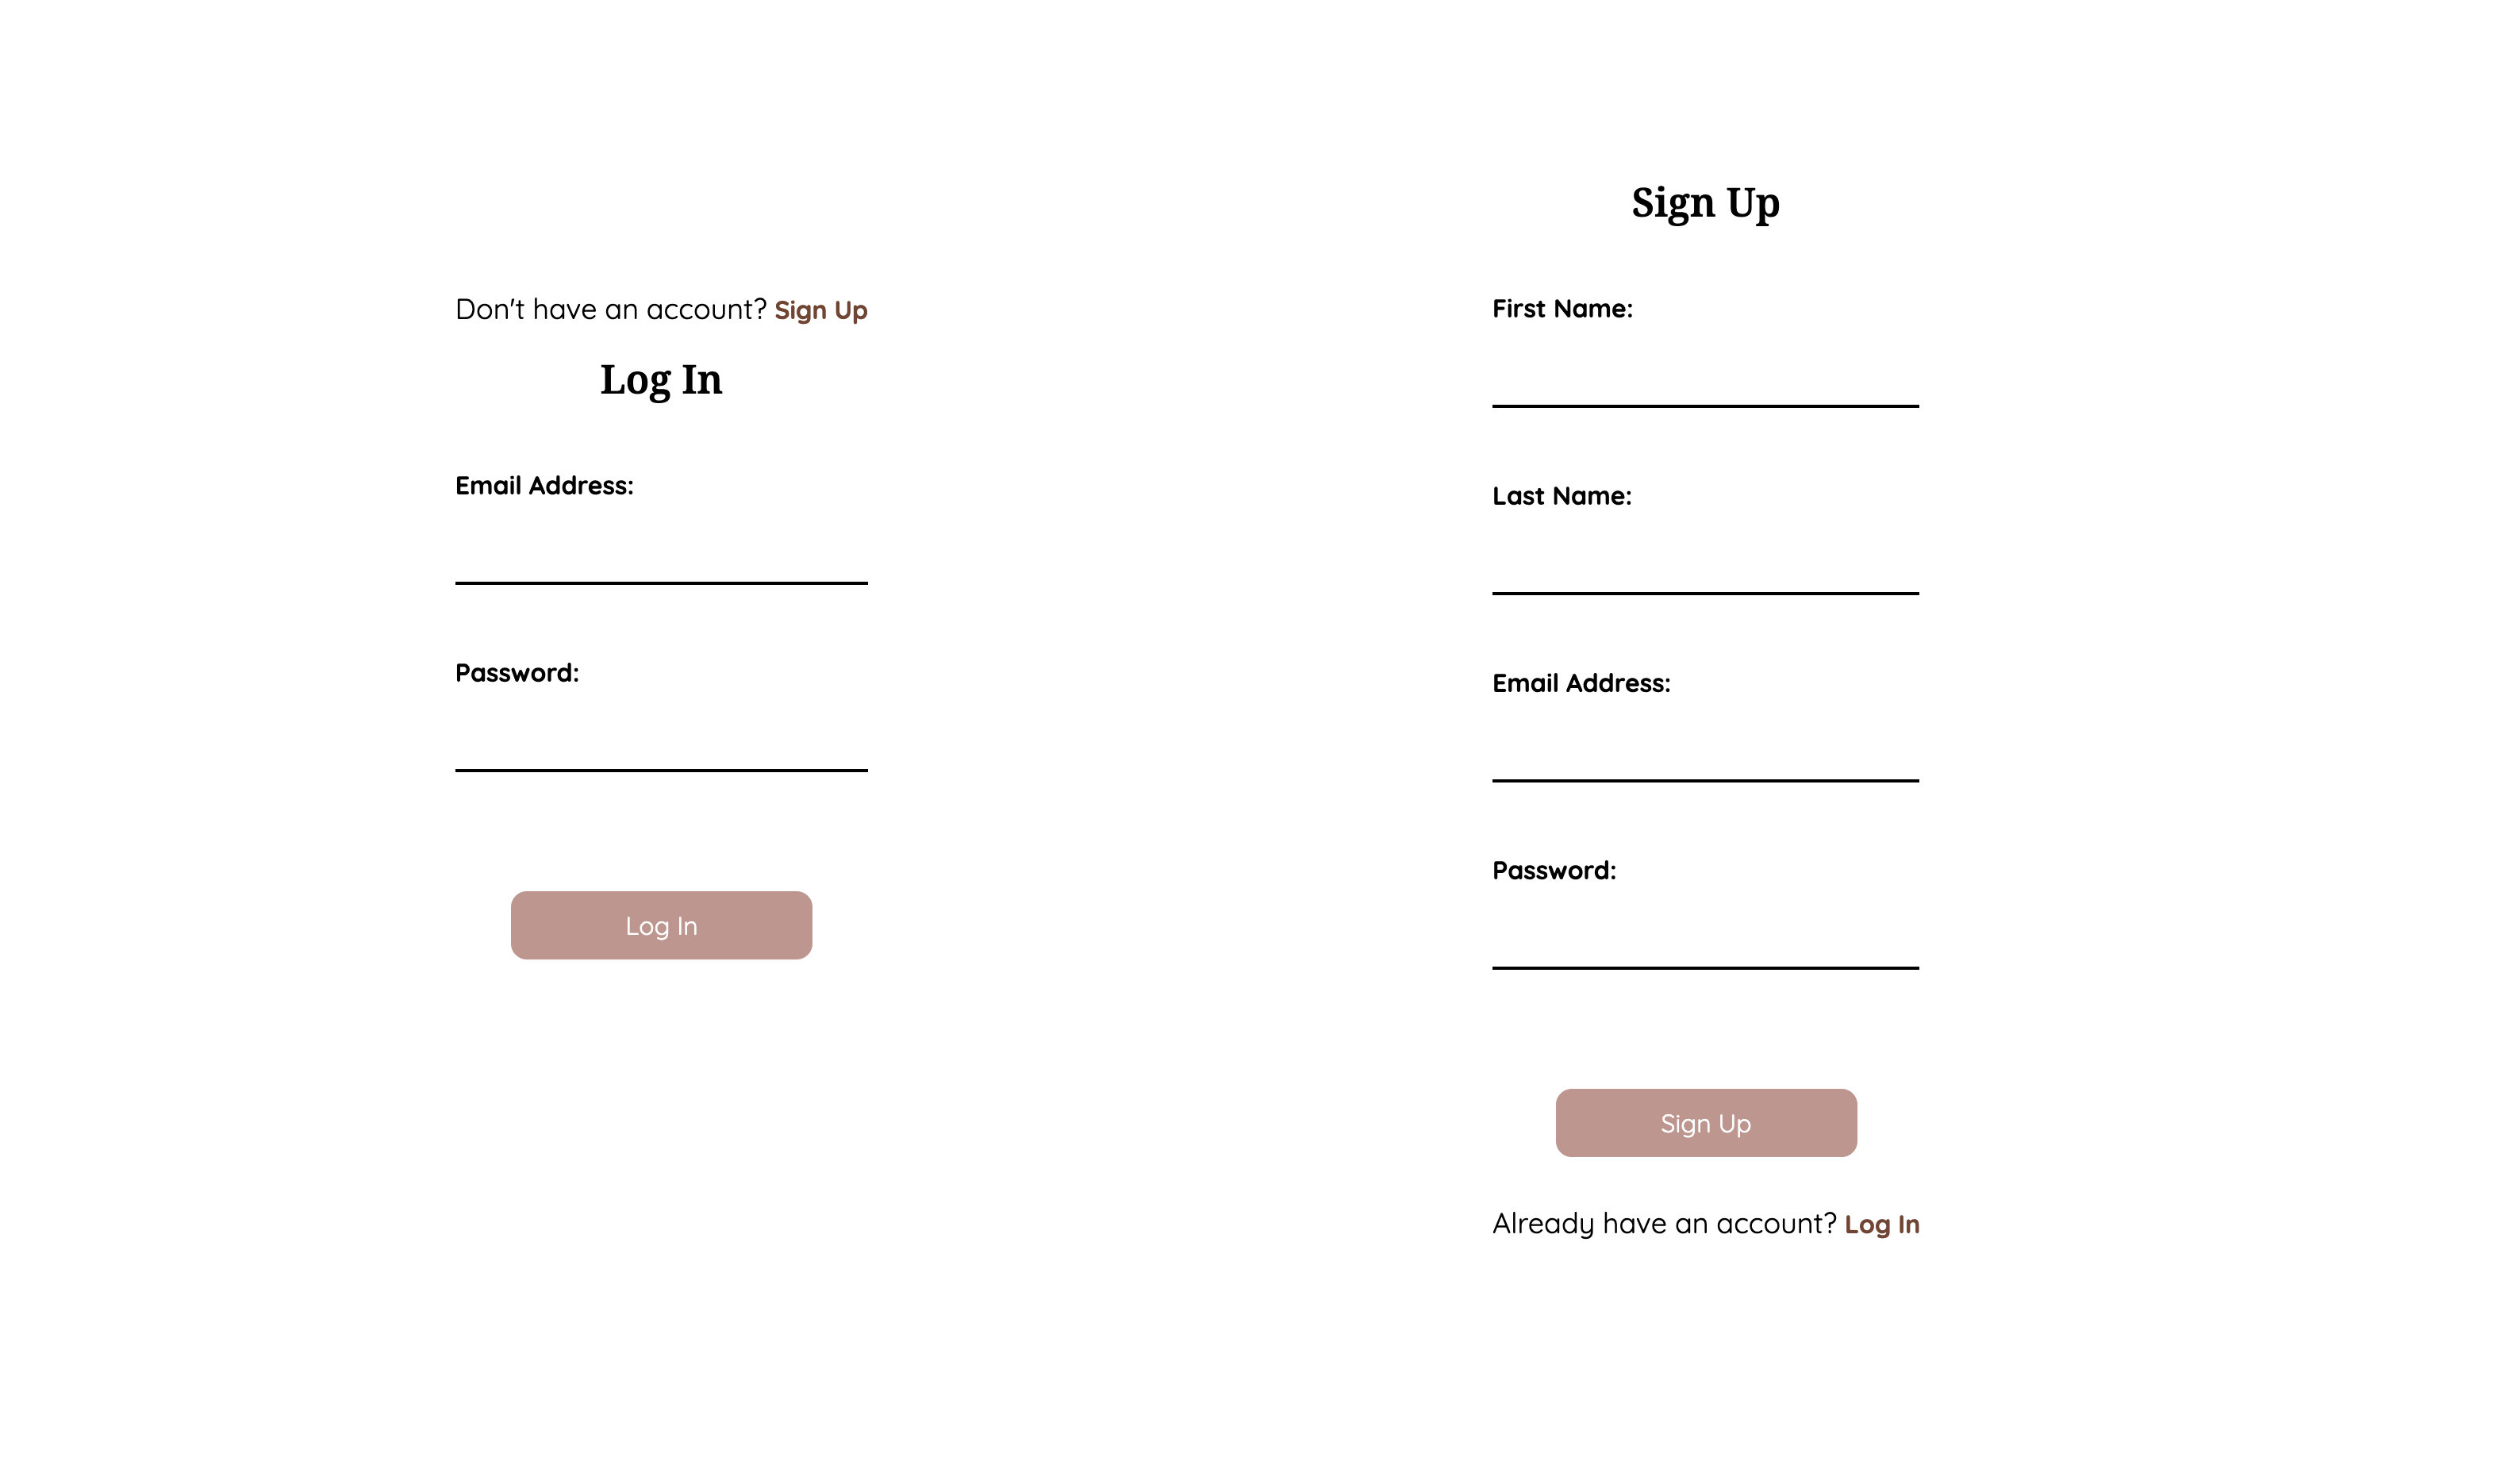 Don't have an account? Sign Up
Log In
Email Address:
Password:
Log In
Sign Up
First Name:
Last Name:
Email Address:
Password:
Sign Up
Already have an account? Log In